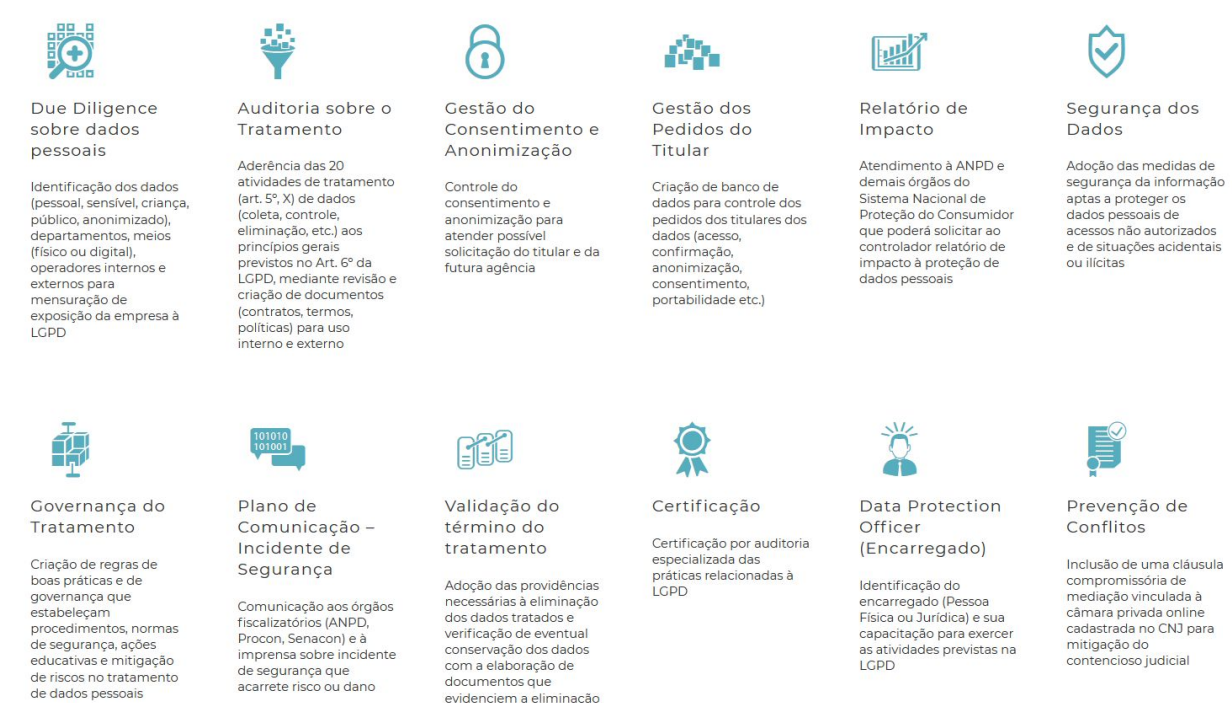 Due Diligence
sobre dados
pessoais
Identificação dos dados
(pessoal, sensível, criança,
público, anonimizado),
departamentos, meios
(físico ou digital),
operadores internos e
externos para
mensuração de
exposição da empresa à
LGPD
Auditoria sobre o
Tratamento
Aderência das 20
atividades de tratamento
(art. 5º, X) de dados
(coleta, controle,
eliminação, etc.) aos
princípios gerais
previstos no Art. 6º da
LGPD, mediante revisão e
criação de documentos
(contratos, termos,
políticas) para uso
interno e externo
Gestão do
Consentimento e
Anonimização
Controle do
consentimento e
anonimização para
atender possível
solicitação do titular e da
futura agência
Gestão dos
Pedidos do
Titular
Criação de banco de
dados para controle dos
pedidos dos titulares dos
dados (acesso,
confirmação,
anonimização,
consentimento,
portabilidade etc.)
Relatório de
Impacto
Atendimento à ANPD e
demais órgãos do
Sistema Nacional de
Proteção do Consumidor
que poderá solicitar ao
controlador relatório de
impacto à proteção de
dados pessoais
Segurança dos
Dados
Adoção das medidas de
segurança da informação
aptas a proteger os
dados pessoais de
acessos não autorizados
e de situações acidentais
ou ilícitas
Governança do
Tratamento
Criação de regras de
boas práticas e de
governança que
estabeleçam
procedimentos, normas
de segurança, ações
educativas e mitigação
de riscos no tratamento
de dados pessoais
101010
101001
Plano de
Comunicação –
Incidente de
Segurança
Comunicação aos órgãos
fiscalizatórios (ANPD,
Procon, Senacon) e à
imprensa sobre incidente
de segurança que
acarrete risco ou dano
Validação do
término do
tratamento
Adoção das providências
necessárias à eliminação
dos dados tratados e
verificação de eventual
conservação dos dados
com a elaboração de
documentos que
evidenciem a eliminação
Certificação
Certificação por auditoria
especializada das
práticas relacionadas à
LGPD
Data Protection
Officer
(Encarregado)
Identificação do
encarregado (Pessoa
Física ou Jurídica) e sua
capacitação para exercer
as atividades previstas na
LGPD
Prevenção de
Conflitos
Inclusão de uma cláusula
compromissória de
mediação vinculada à
câmara privada online
cadastrada no CNJ para
mitigação do
contencioso judicial